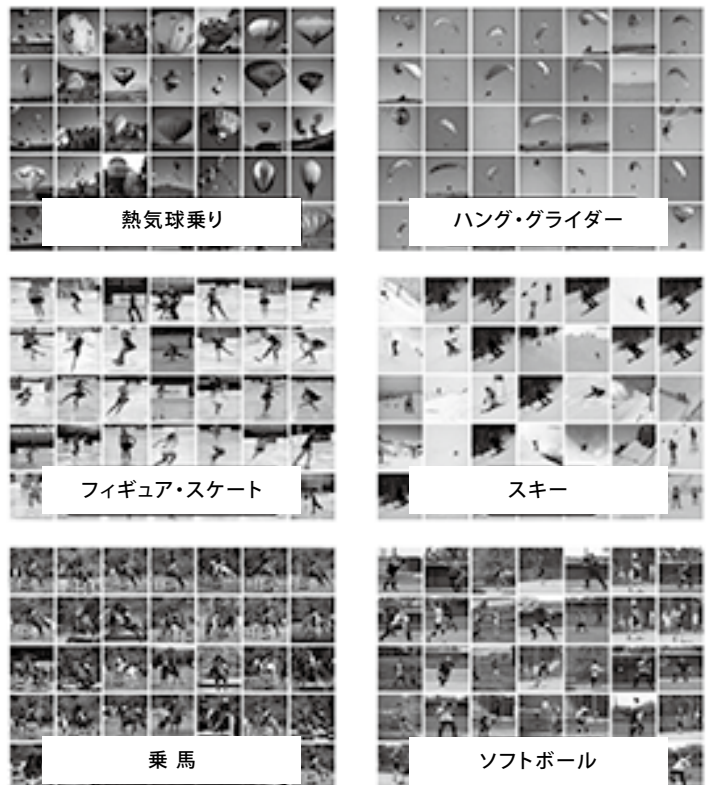 熱気球乗り
ハング・グライダー
フィギュア・スケート
スキー
乗 馬
ソフトボール